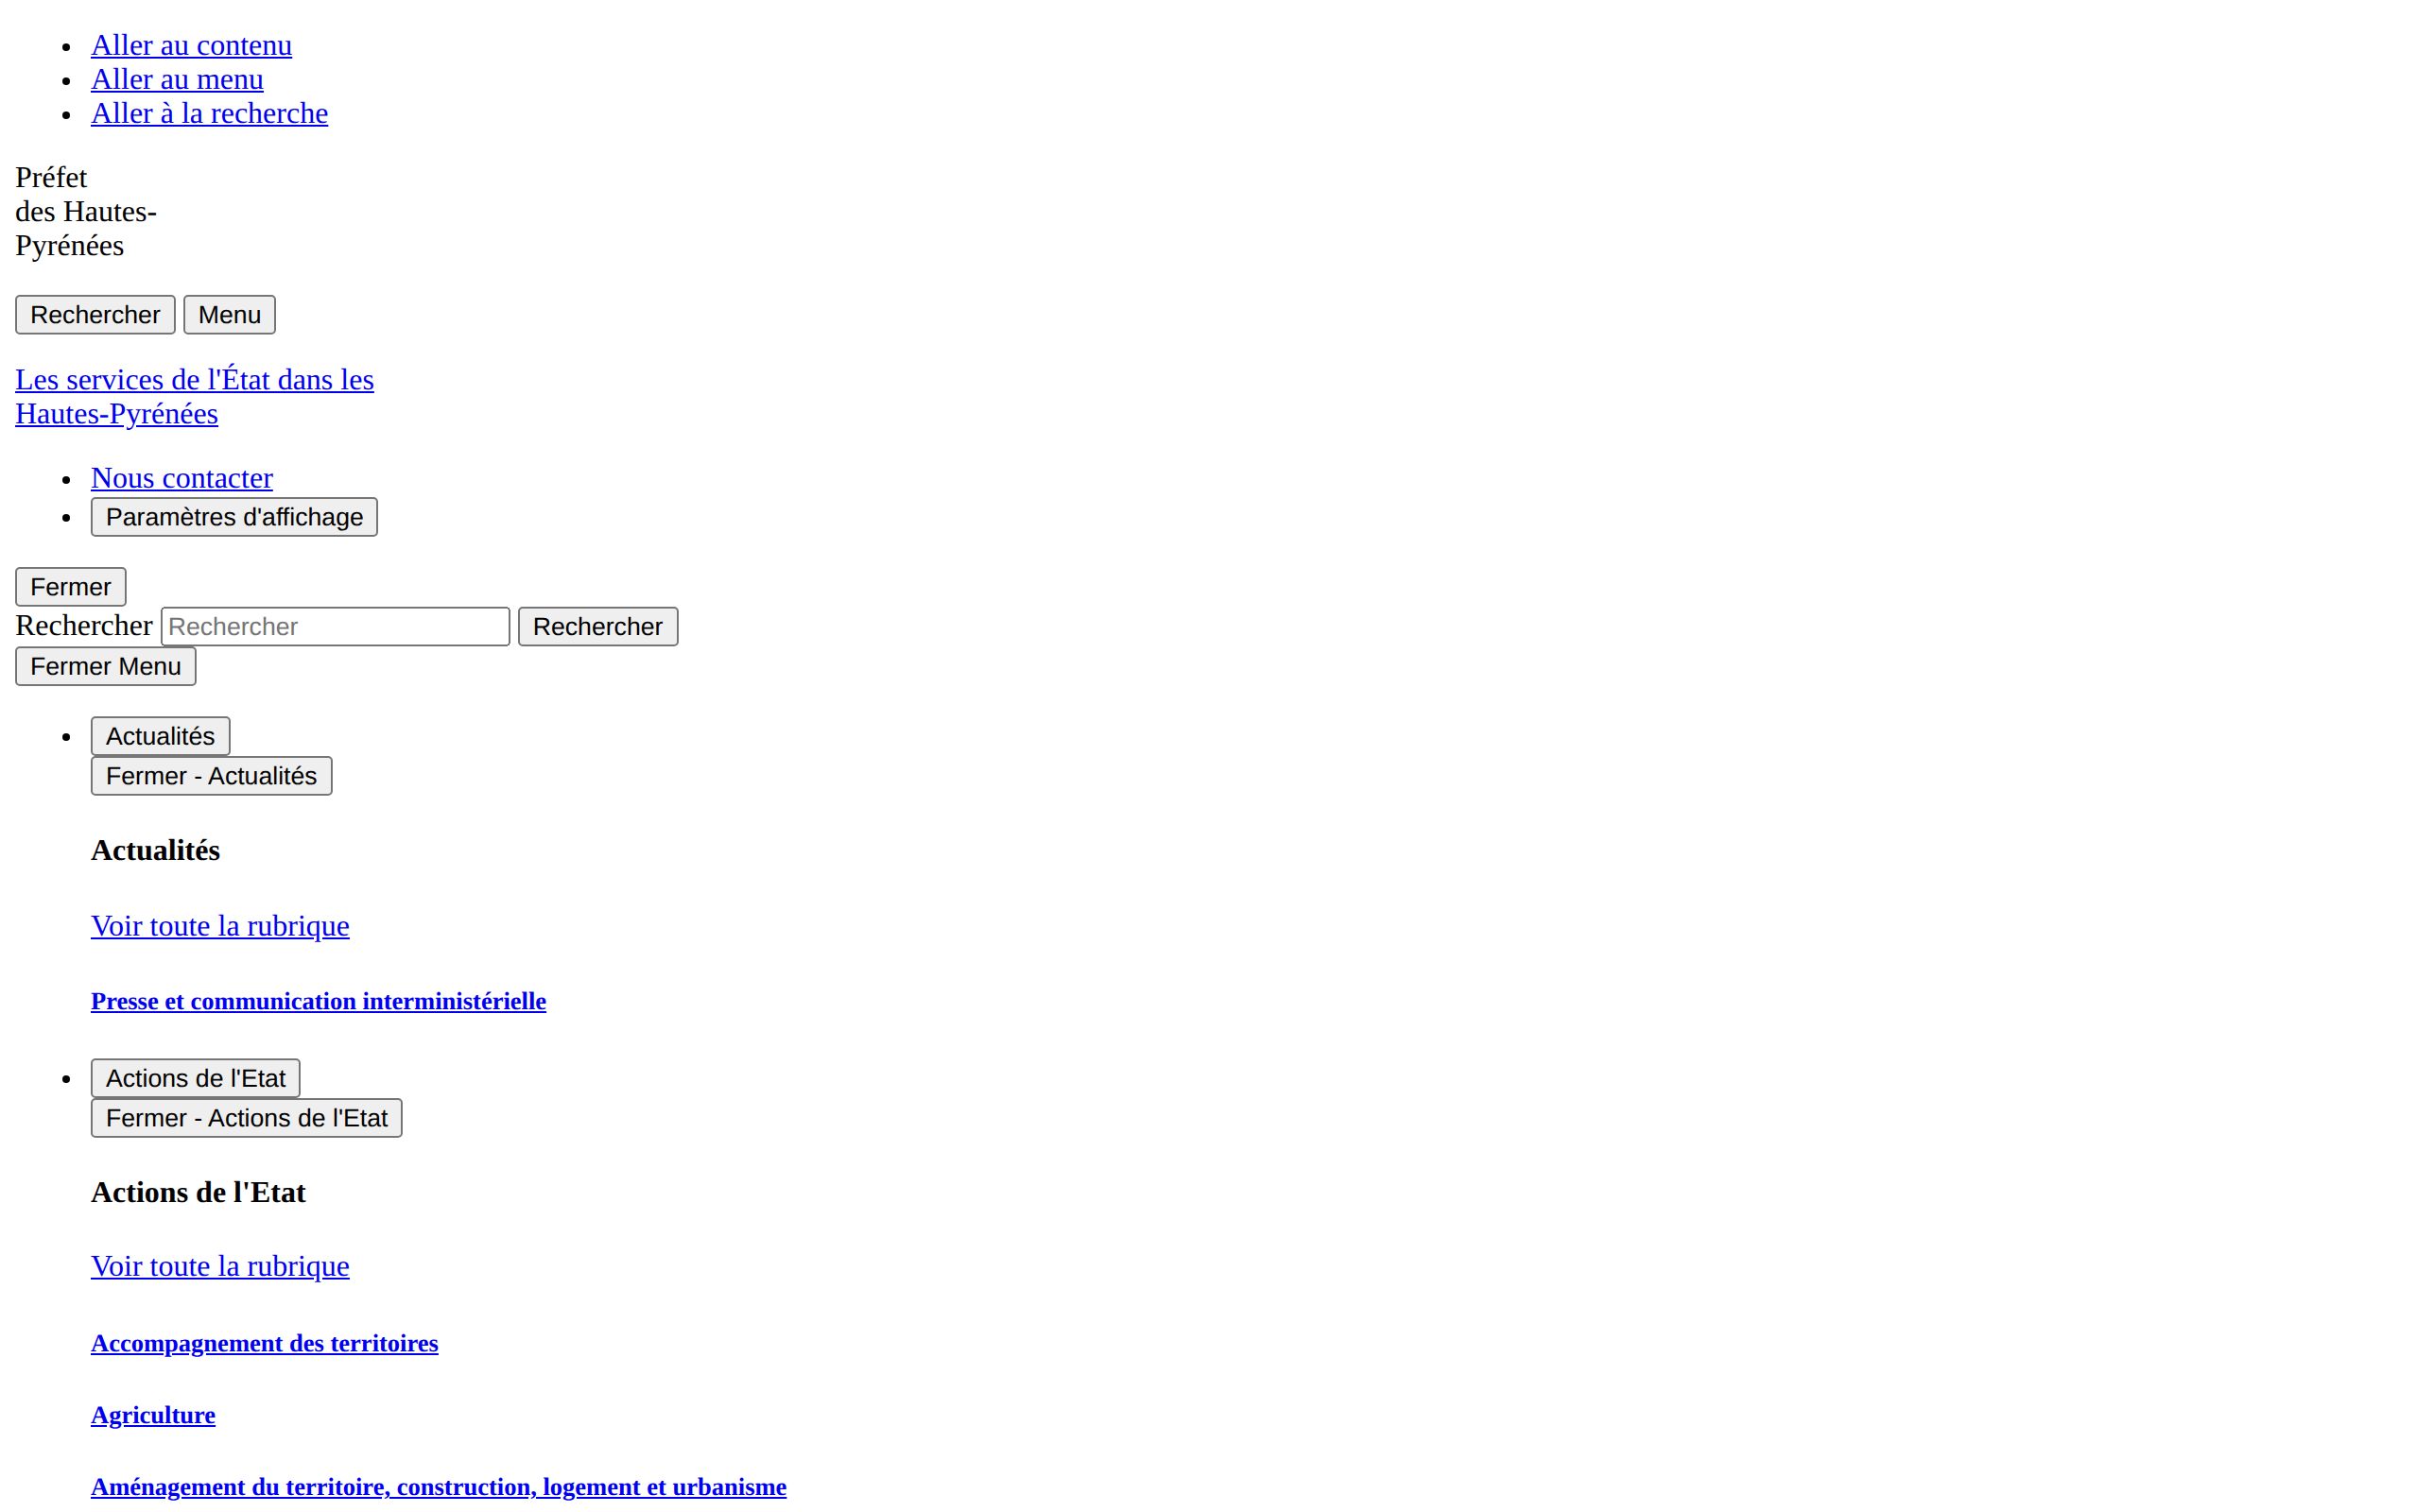 Aller au contenu
Aller au menu
Aller à la recherche
Préfet
des Hautes-
Pyrénées
Rechercher Menu
Les services de l'État dans les
Hautes-Pyrénées
Nous contacter
Paramètres d'affichage
Fermer
Rechercher Rechercher Rechercher
Fermer Menu
Actualités
Fermer - Actualités
Actualités
Voir toute la rubrique
Presse et communication interministérielle
Actions de l'Etat
Fermer - Actions de l'Etat
Actions de l'Etat
Voir toute la rubrique
Accompagnement des territoires
Agriculture
Aménagement du territoire, construction, logement et urbanisme